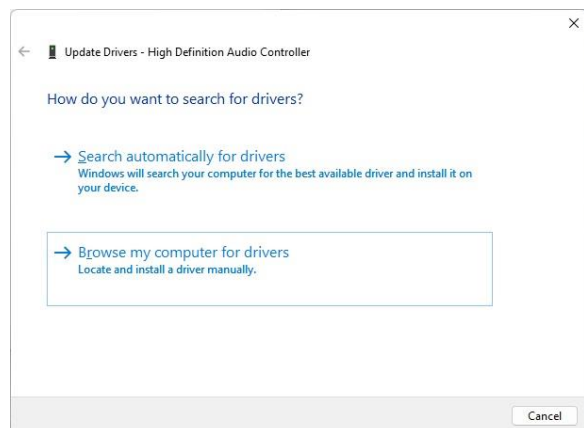 Update Drivers - High Definition Audio Controller
How do you want to search for drivers?
Search automatically for drivers
Windows will search your computer for the best available driver and install it on
your device.
Browse my computer for drivers
Locate and install a driver manually.
Cancel